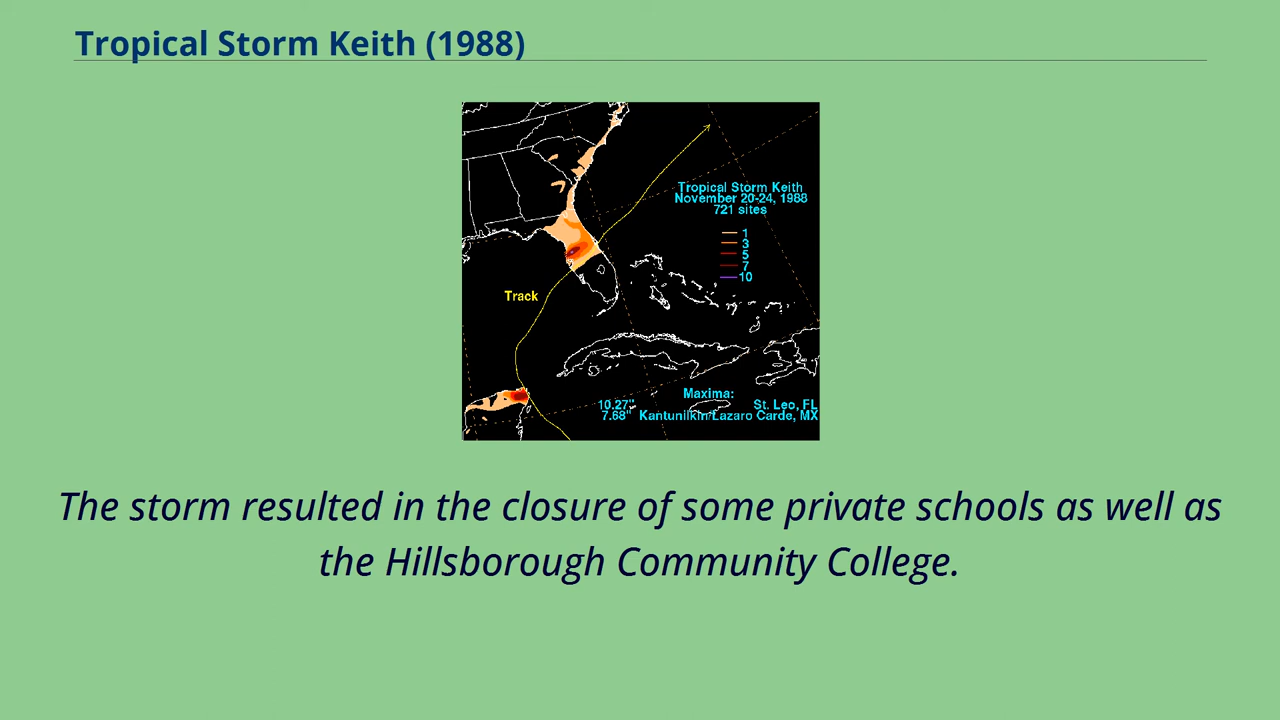 Tropical Storm Keith (1988)
Tropical Storm Keith
November 20-24, 1988
721 sites
1
3
5
7
10
Track
Maxima:
10.27" St. Leo, FL
7.68" Kantunilkin/Lazaro Carde, MX
The storm resulted in the closure of some private schools as well as
the Hillsborough Community College.